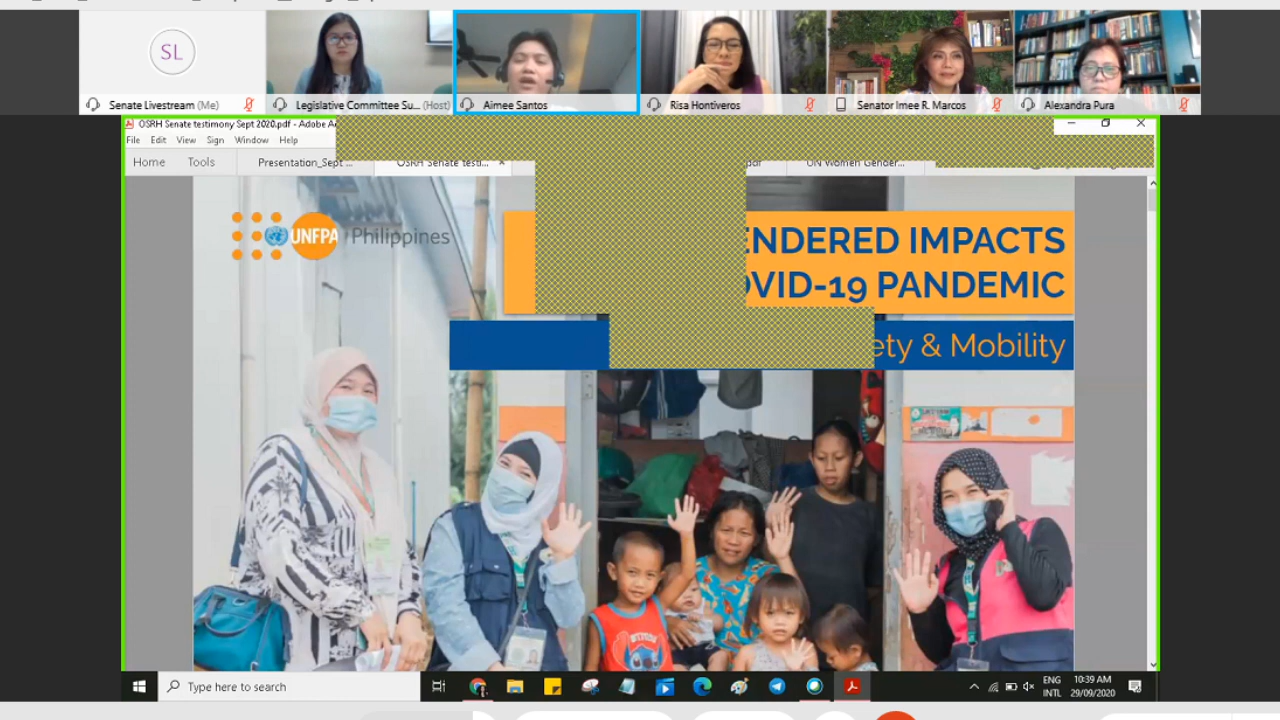 SL
Senate Livestream (Me)
Legislative Committee Su... (Host)
Aimee Santos
Risa Hontiveros
Senator Imee R. Marcos
Alexandra Pura
OSRH Senate testimony Sept 2020.pdf - Adobe A
File Edit View Sign Window Help
Home Tools Presentation_Sept ... OSRH Senate testi... × odf UN Women Gender...
UNFPA Philippines
ENDERED IMPACTS
OVID-19 PANDEMIC
ety & Mobility
Type here to search
ENG
INTL
10:39 AM
29/09/2020